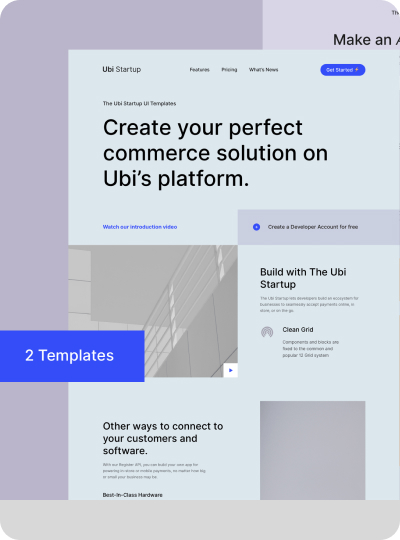 Th
Make an
Ubi Startup
Features
Pricing
What's News
Get Started ⚡
The Ubi Startup UI Templates
Create your perfect
commerce solution on
Ubi's platform.
Watch our introduction video
Create a Developer Account for free
Build with The Ubi
Startup
The Ubi Startup lets developers build an ecosystem for
businesses to seamlessly accept payments online, in
store, or on the go.
Clean Grid
Components and blocks are
fixed to the common and
popular 12 Grid system
2 Templates
Other ways to connect to
your customers and
software.
With our Register API, you can build your own app for
powering in-store or mobile payments, no matter how big
or small your business may be.
Best-In-Class Hardware